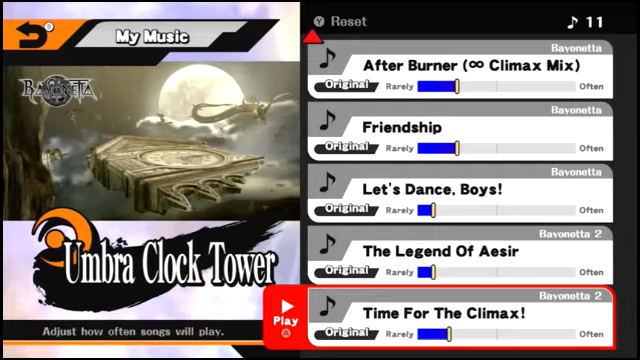 B
My Music
Y Reset
♪ 11
BAYONETTA
Bayonetta
After Burner (∞ Climax Mix)
Original Rarely Often
Bayonetta
Friendship
Original Rarely Often
Bayonetta
Let's Dance, Boys!
Original Rarely Often
Bayonetta 2
The Legend Of Aesir
Original Rarely Often
Bayonetta 2
Time For The Climax!
Original Rarely Often
Play
A
Umbra Clock Tower
Adjust how often songs will play.